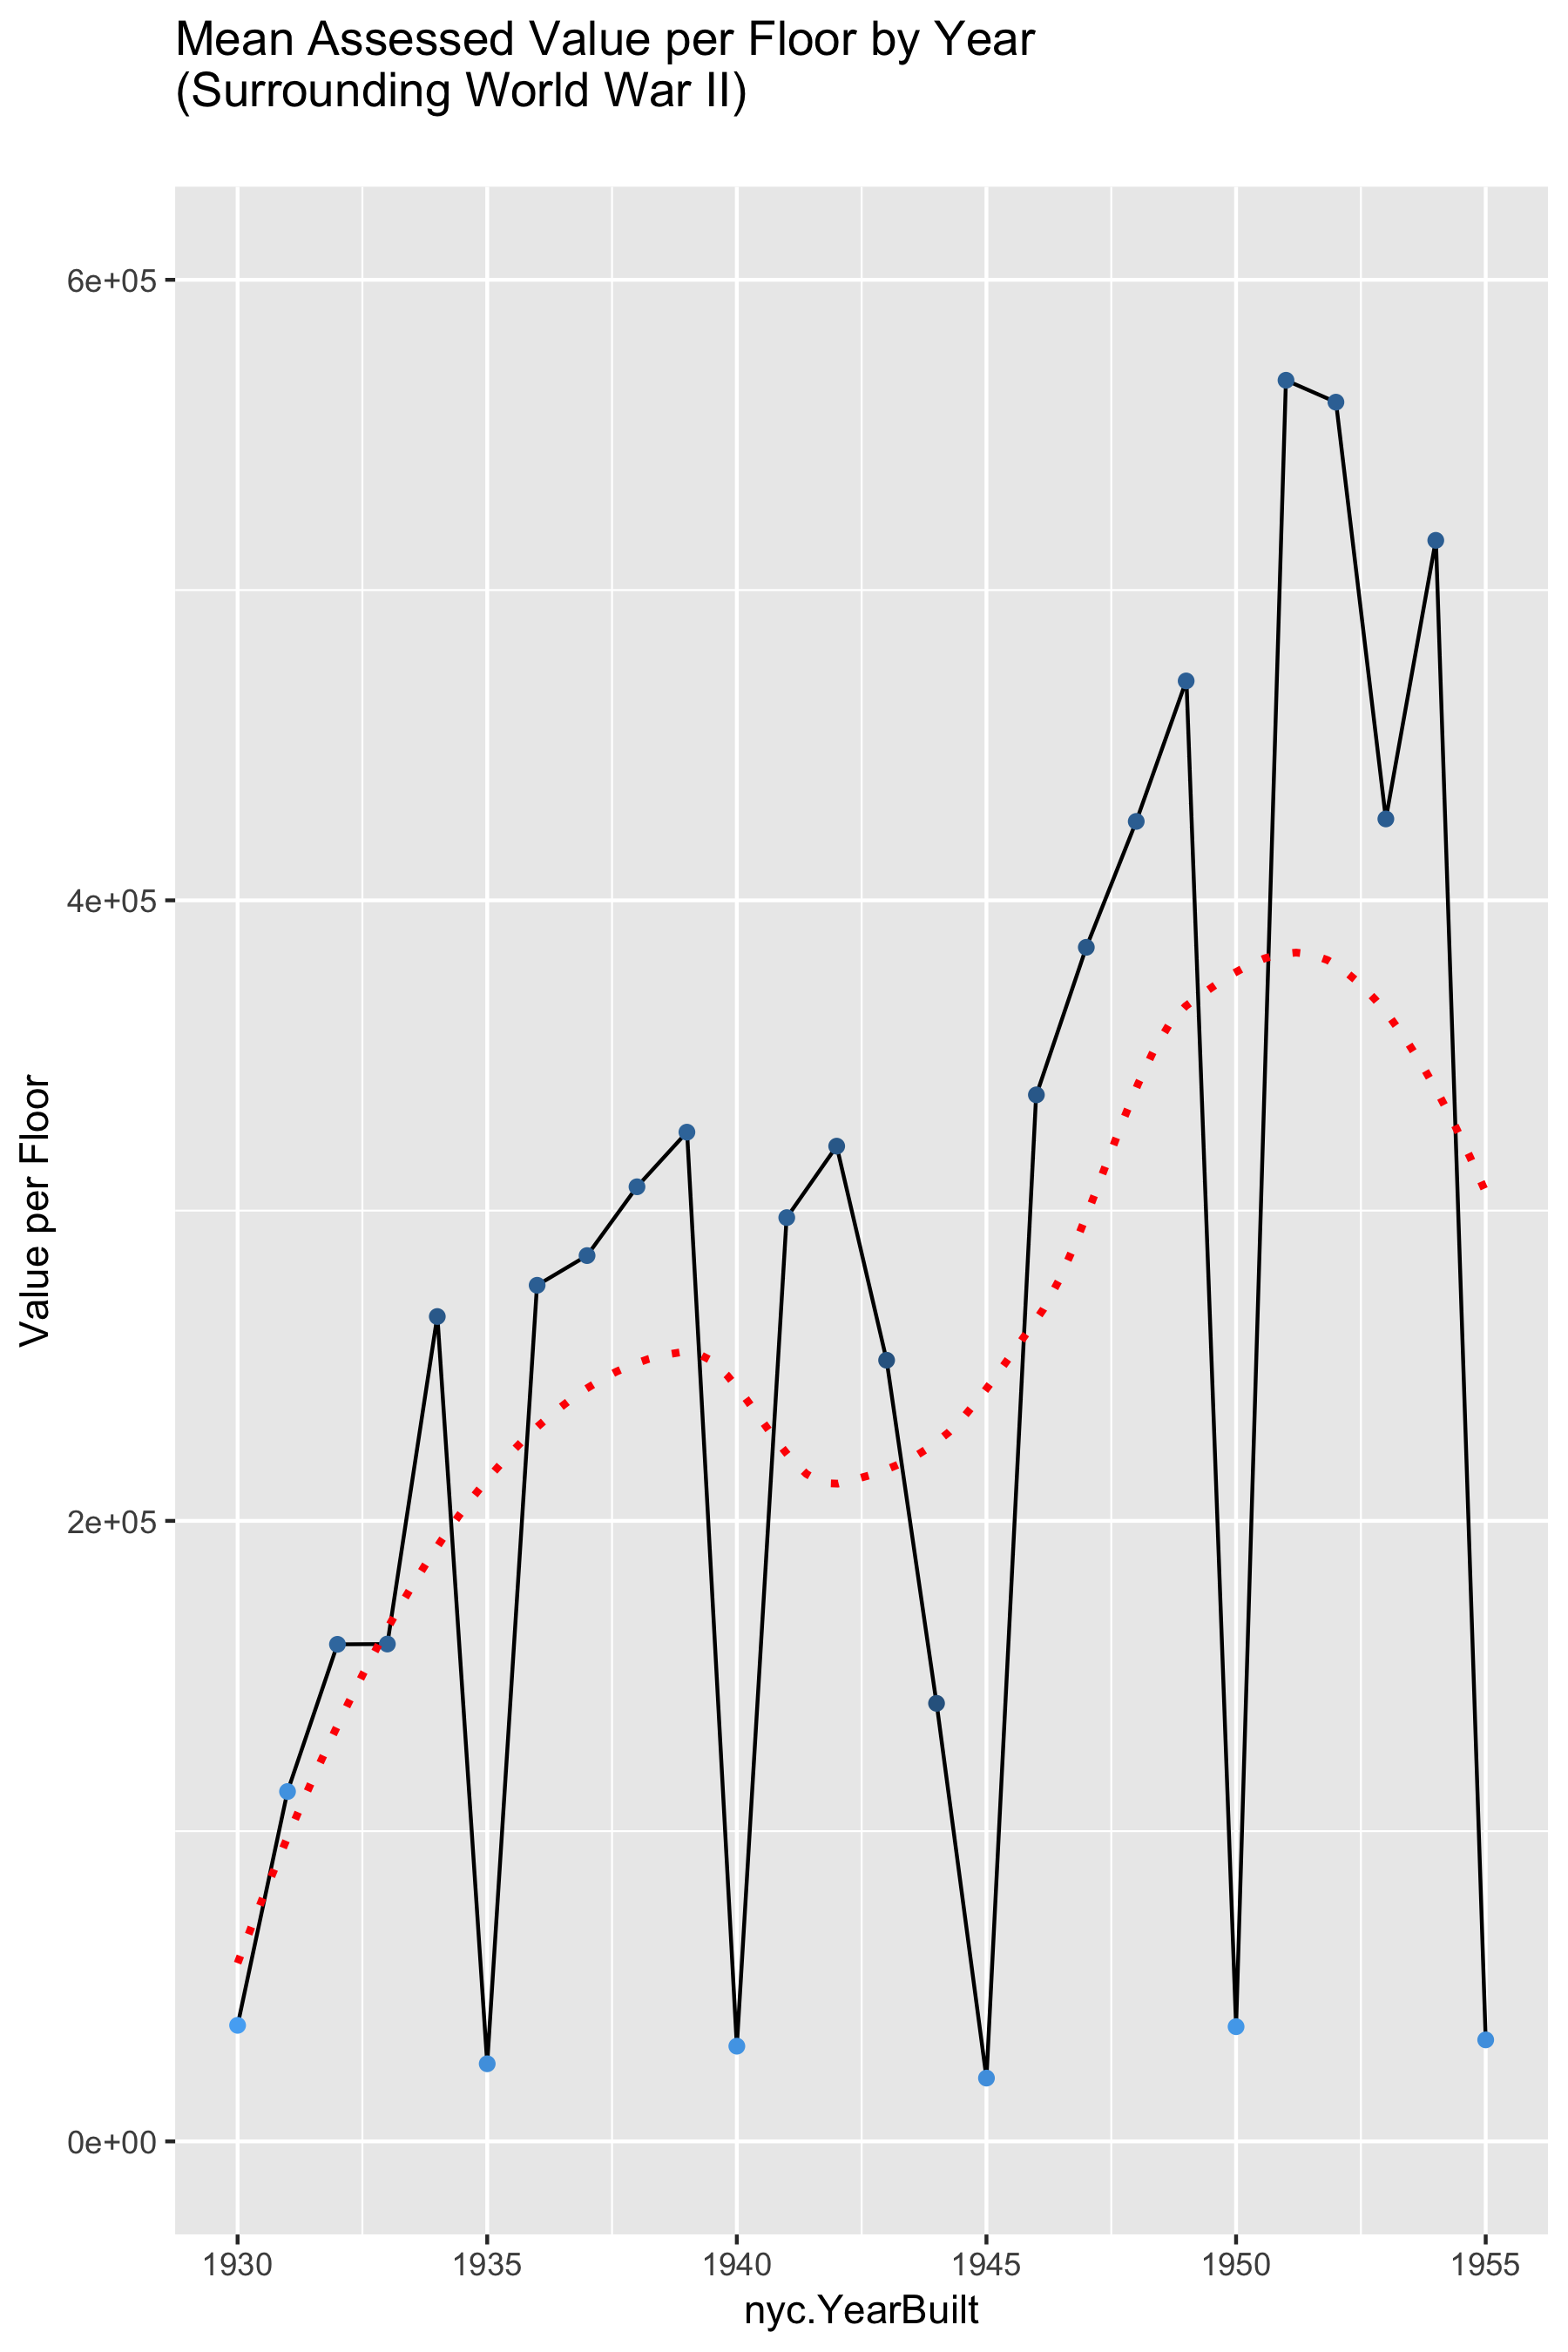 Mean Assessed Value per Floor by Year
(Surrounding World War II)
6e+05
4e+05
Value per Floor
2e+05
0e+00
1930 1935 1940 1945 1950 1955
nyc.YearBuilt